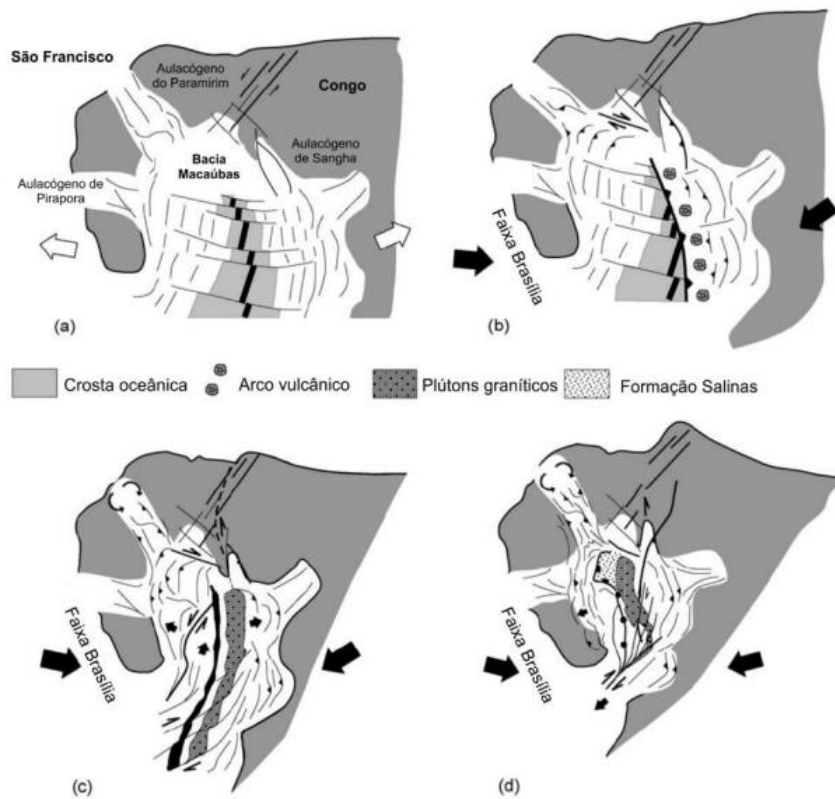 São Francisco
Aulacógeno
do Paramirim
Congo
Aulacógeno
de Sangha
Bacia
Macaúbas
Aulacógeno de
Pirapora
(a)
Faixa Brasília
(b)
Crosta oceânica
Arco vulcânico
Plútons graníticos
Formação Salinas
Faixa Brasília
(c)
Faixa Brasília
(d)